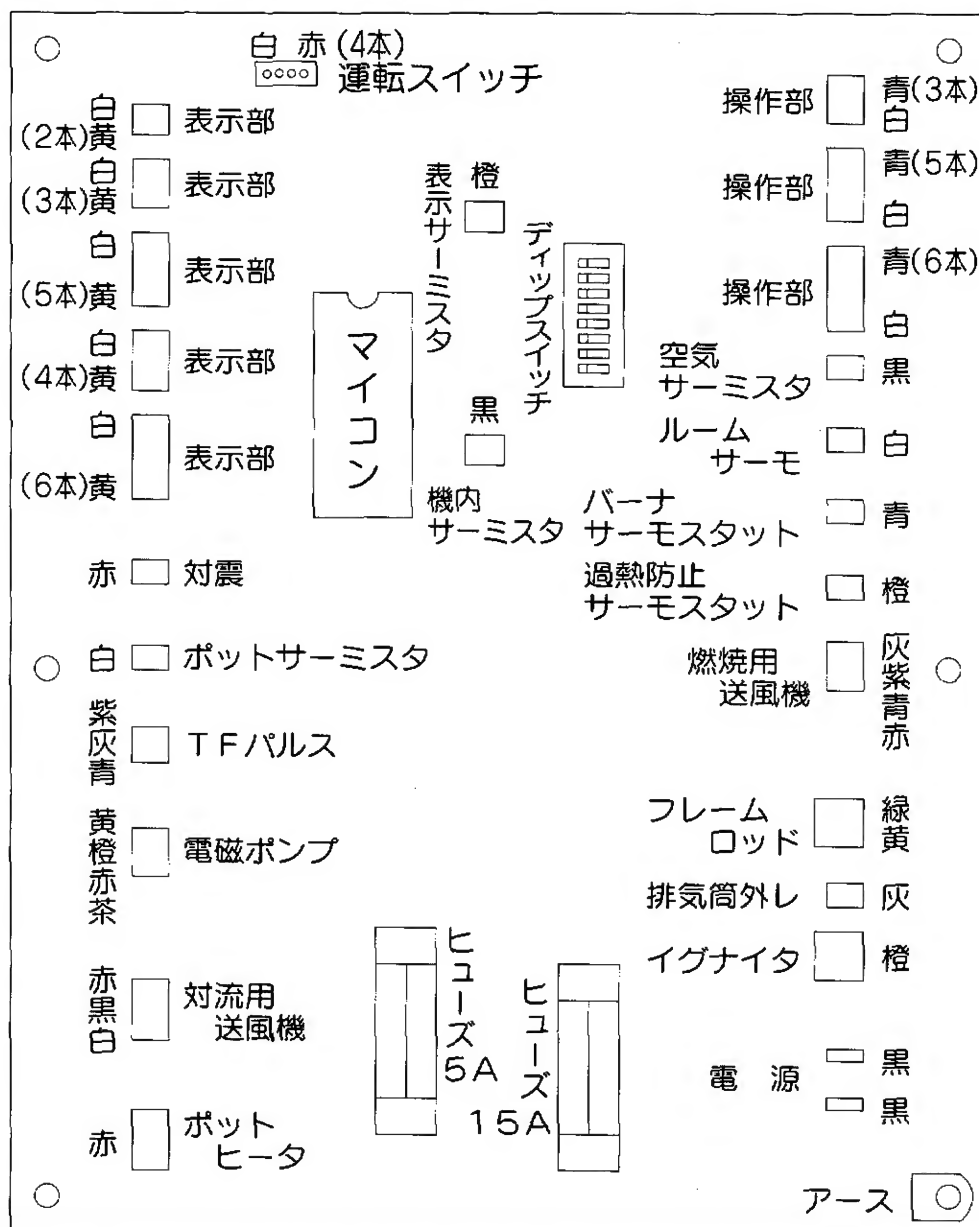 白 赤(4本)
運転スイッチ
白
(2本)黄
表示部
白
(3本)黄
表示部
白
(5本)黄
表示部
白
(4本)黄
表示部
白
(6本)黄
表示部
赤
対震
白
ポットサーミスタ
紫
灰
青
TFパルス
黄
橙
赤
茶
電磁ポンプ
赤
黒
白
対流用
送風機
赤
ポット
ヒータ
マイコン
橙
表示サーミスタ
ディップスイッチ
黒
機内
サーミスタ
ヒューズ
5A
ヒューズ
15A
操作部
青(3本)
白
操作部
青(5本)
白
操作部
青(6本)
白
空気
サーミスタ
黒
ルーム
サーモ
白
バーナ
サーモスタット
青
過熱防止
サーモスタット
橙
燃焼用
送風機
灰
紫
青
赤
フレーム
ロッド
緑
黄
排気筒外レ
灰
イグナイタ
橙
電 源
黒
黒
アース